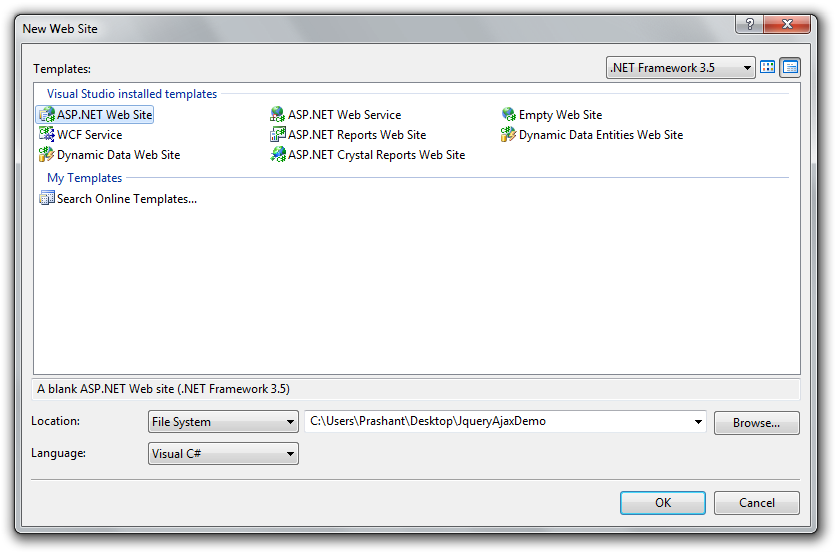 New Web Site
Templates:
.NET Framework 3.5
Visual Studio installed templates
ASP.NET Web Site
ASP.NET Web Service
Empty Web Site
WCF Service
ASP.NET Reports Web Site
Dynamic Data Entities Web Site
Dynamic Data Web Site
ASP.NET Crystal Reports Web Site
My Templates
Search Online Templates...
A blank ASP.NET Web site (.NET Framework 3.5)
Location:
File System
C:\Users\Prashant\Desktop\JqueryAjaxDemo
Browse...
Language:
Visual C#
OK
Cancel